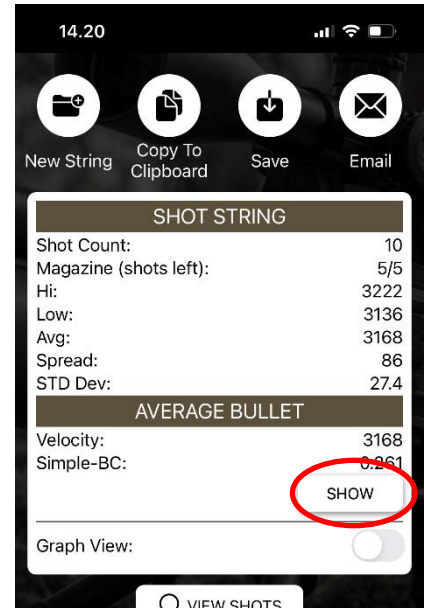 14.20
New String Copy To Clipboard Save Email
SHOT STRING
Shot Count: 10
Magazine (shots left): 5/5
Hi: 3222
Low: 3136
Avg: 3168
Spread: 86
STD Dev: 27.4
AVERAGE BULLET
Velocity: 3168
Simple-BC: 0.261
SHOW
Graph View:
VIEW SHOTS